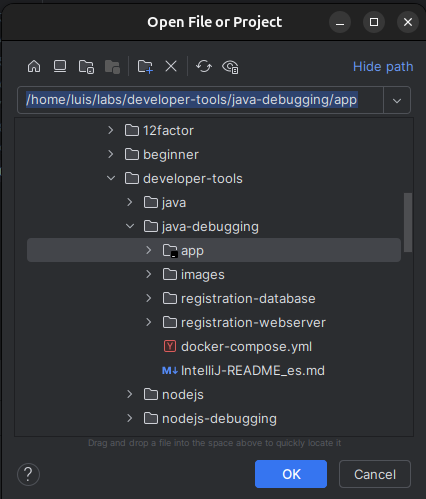 Open File or Project
Hide path
/home/luis/labs/developer-tools/java-debugging/app
12factor
beginner
developer-tools
java
java-debugging
app
images
registration-database
registration-webserver
Y docker-compose.yml
M↓ IntelliJ-README_es.md
nodejs
nodejs-debugging
Drag and drop a file into the space above to quickly locate it
? OK Cancel